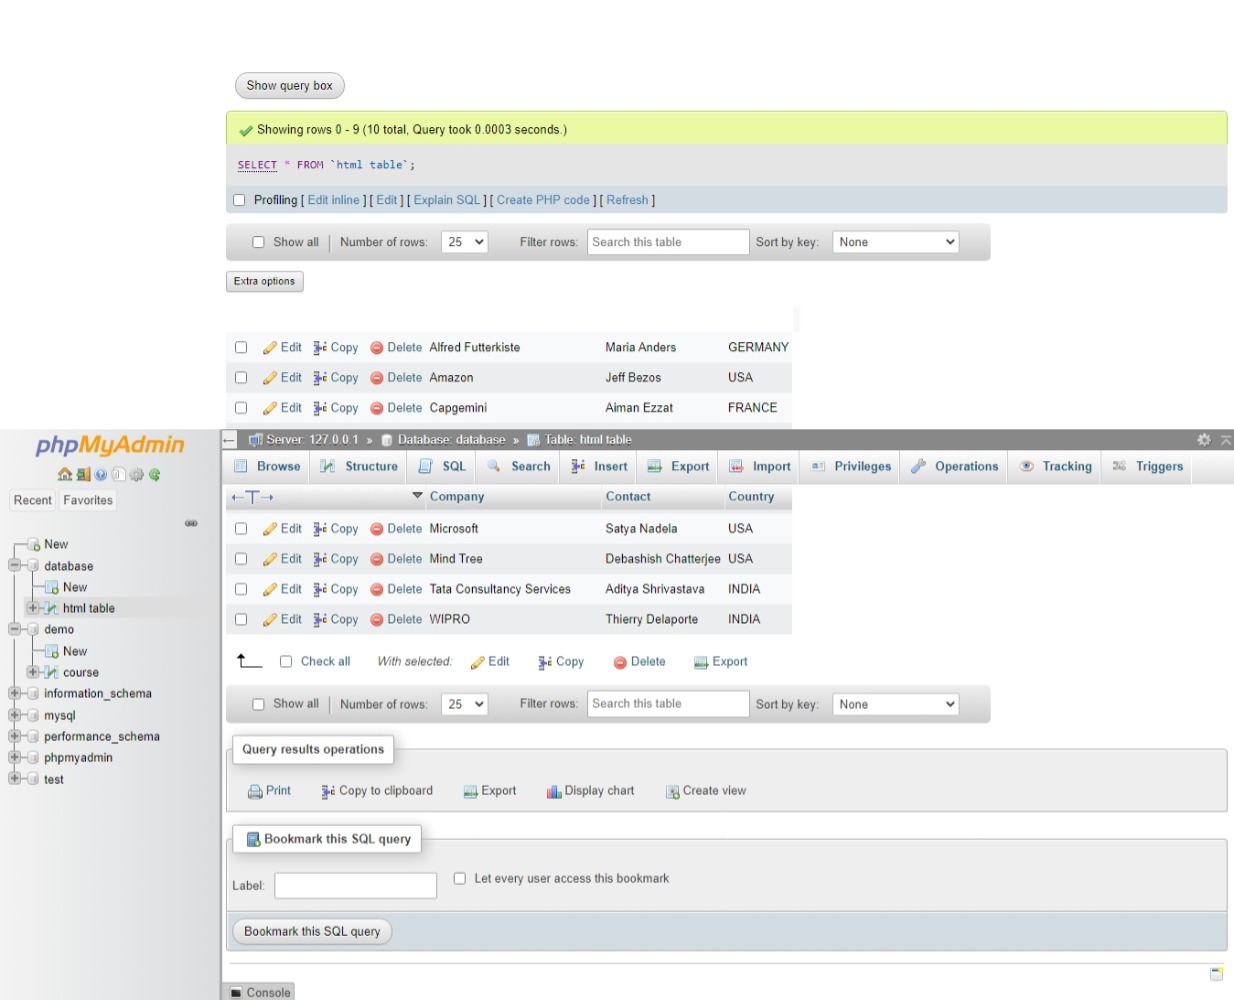 Show query box
Showing rows 0 - 9 (10 total, Query took 0.0003 seconds.)
SELECT * FROM `html table`;
Profiling [ Edit inline ] [ Edit ] [ Explain SQL ] [ Create PHP code ] [ Refresh ]
Show all Number of rows: 25 Filter rows: Search this table Sort by key: None
Extra options
Edit Copy Delete Alfred Futterkiste Maria Anders GERMANY
Edit Copy Delete Amazon Jeff Bezos USA
Edit Copy Delete Capgemini Aiman Ezzat FRANCE
phpMyAdmin
Recent Favorites
New
database
New
html table
demo
New
course
information_schema
mysql
performance_schema
phpmyadmin
test
Server: 127.0.0.1 » Database: database » Table: html table
Browse Structure SQL Search Insert Export Import Privileges Operations Tracking Triggers
Company Contact Country
Edit Copy Delete Microsoft Satya Nadela USA
Edit Copy Delete Mind Tree Debashish Chatterjee USA
Edit Copy Delete Tata Consultancy Services Aditya Shrivastava INDIA
Edit Copy Delete WIPRO Thierry Delaporte INDIA
Check all With selected: Edit Copy Delete Export
Show all Number of rows: 25 Filter rows: Search this table Sort by key: None
Query results operations
Print Copy to clipboard Export Display chart Create view
Bookmark this SQL query
Label: Let every user access this bookmark
Bookmark this SQL query
Console